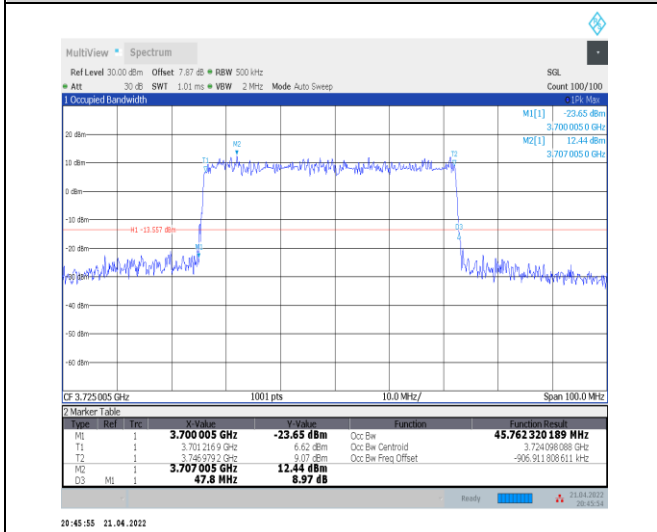 MultiView Spectrum
Ref Level 30.00 dBm Offset 7.87 dB RBW 500 kHz SGL
Att 30 dB SWT 1.01 ms VBW 2 MHz Mode Auto Sweep Count 100/100
1 Occupied Bandwidth 1Pk Max
M1[1] -23.65 dBm
3.700 005 0 GHz
M2[1] 12.44 dBm
3.707 005 0 GHz
20 dBm
M2
T1
T2
10 dBm
0 dBm
-10 dBm
H1 -13.557 dBm
D3
-20 dBm
M1
-30 dBm
-40 dBm
-50 dBm
-60 dBm
CF 3.725 005 GHz 1001 pts 10.0 MHz/ Span 100.0 MHz
2 Marker Table
Type Ref Trc X-Value Y-Value Function Function Result
M1 1 3.700 005 GHz -23.65 dBm Occ Bw 45.762 320 189 MHz
T1 1 3.701 216 9 GHz 6.62 dBm Occ Bw Centroid 3.724 098 088 GHz
T2 1 3.746 979 2 GHz 9.07 dBm Occ Bw Freq Offset -906.911 808 611 kHz
M2 1 3.707 005 GHz 12.44 dBm
D3 M1 1 47.8 MHz 8.97 dB
Ready 21.04.2022
20:45:54
20:45:55 21.04.2022